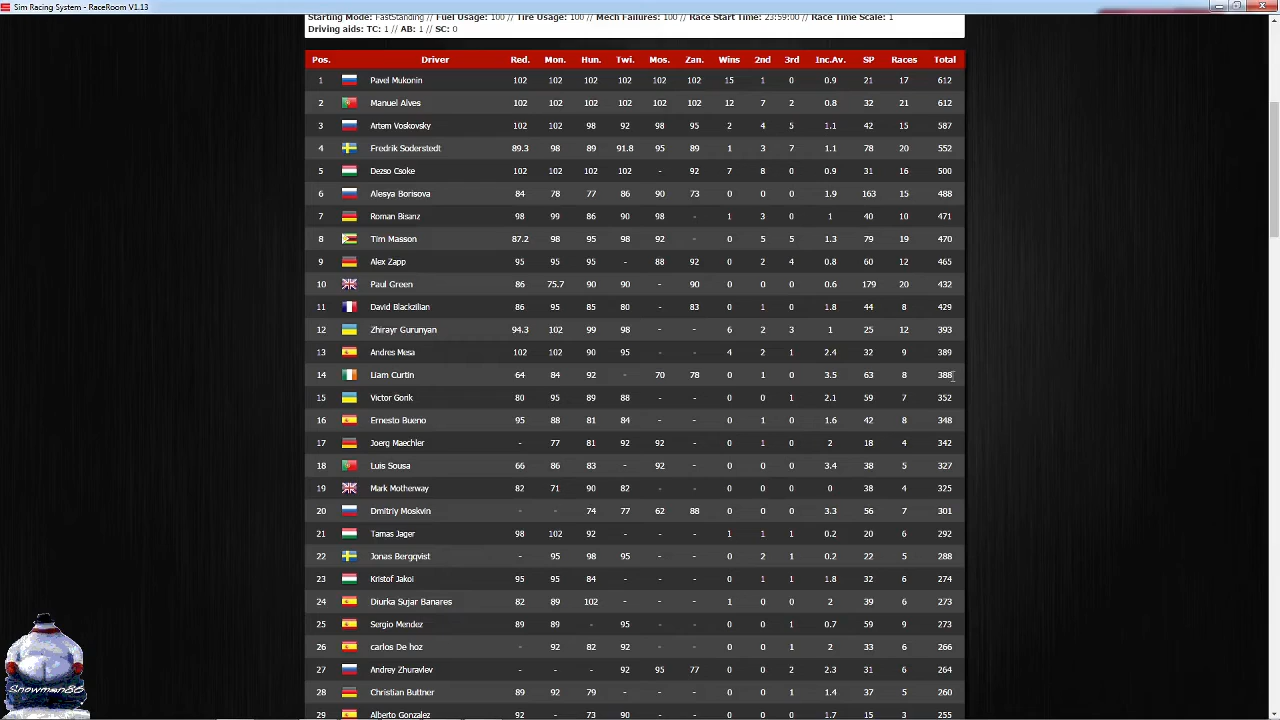 Sim Racing System - RaceRoom V1.13
Starting Mode: FastStanding // Fuel Usage: 100 // Tire Usage: 100 // Mech Failures: 100 // Race Start Time: 23:59:00 // Race Time Scale: 1
Driving aids: TC: 1 // AB: 1 // SC: 0
Pos. Driver Red. Mon. Hun. Twi. Mos. Zan. Wins 2nd 3rd Inc.Av. SP Races Total
1 Pavel Mukonin 102 102 102 102 102 102 15 1 0 0.9 21 17 612
2 Manuel Alves 102 102 102 102 102 102 12 7 2 0.8 32 21 612
3 Artem Voskovsky 102 102 98 92 98 95 2 4 5 1.1 42 15 587
4 Fredrik Soderstedt 89.3 98 89 91.8 95 89 1 3 7 1.1 78 20 552
5 Dezso Csoke 102 102 102 102 - 92 7 8 0 0.9 31 16 500
6 Alesya Borisova 84 78 77 86 90 73 0 0 0 1.9 163 15 488
7 Roman Bisanz 98 99 86 90 98 - 1 3 0 1 40 10 471
8 Tim Masson 87.2 98 95 98 92 - 0 5 5 1.3 79 19 470
9 Alex Zapp 95 95 95 - 88 92 0 2 4 0.8 60 12 465
10 Paul Green 86 75.7 90 90 - 90 0 0 0 0.6 179 20 432
11 David Blackzilian 86 95 85 80 - 83 0 1 0 1.8 44 8 429
12 Zhirayr Gurunyan 94.3 102 99 98 - - 6 2 3 1 25 12 393
13 Andres Mesa 102 102 90 95 - - 4 2 1 2.4 32 9 389
14 Liam Curtin 64 84 92 - 70 78 0 1 0 3.5 63 8 388
15 Victor Gorik 80 95 89 88 - - 0 0 1 2.1 59 7 352
16 Ernesto Bueno 95 88 81 84 - - 0 1 0 1.6 42 8 348
17 Joerg Maechler - 77 81 92 92 - 0 1 0 2 18 4 342
18 Luis Sousa 66 86 83 - 92 - 0 0 0 3.4 38 5 327
19 Mark Motherway 82 71 90 82 - - 0 0 0 0 38 4 325
20 Dmitriy Moskvin - - 74 77 62 88 0 0 0 3.3 56 7 301
21 Tamas Jager 98 102 92 - - - 1 1 1 0.2 20 6 292
22 Jonas Bergqvist - 95 98 95 - - 0 2 1 0.2 22 5 288
23 Kristof Jakoi 95 95 84 - - - 0 1 1 1.8 32 6 274
24 Diurka Sujar Banares 82 89 102 - - - 1 0 0 2 39 6 273
25 Sergio Mendez 89 89 - 95 - - 0 0 1 0.7 59 9 273
26 carlos De hoz - 92 82 92 - - 0 0 1 2 33 6 266
27 Andrey Zhuravlev - - - 92 95 77 0 0 2 2.3 31 6 264
28 Christian Buttner 89 92 79 - - - 0 0 1 1.4 37 5 260
29 Alberto Gonzalez 92 - 73 90 - - 0 0 0 1.7 15 3 255
Snowman86